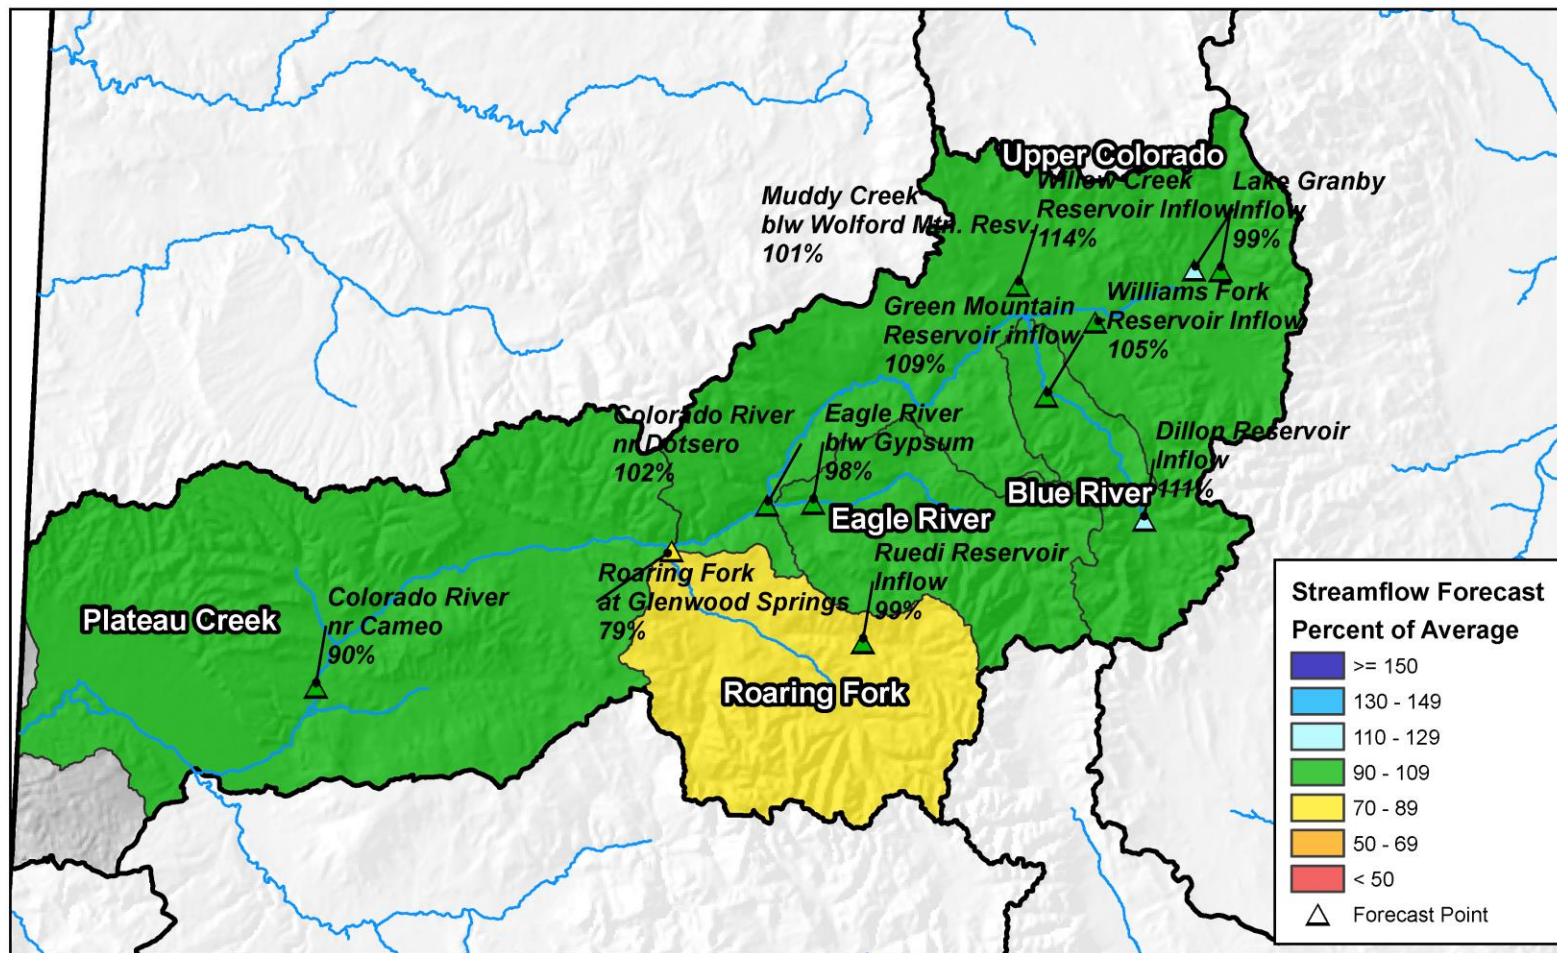 Upper Colorado
Muddy Creek
blw Wolford Mtn. Resv.
101%
Willow Creek
Reservoir Inflow
114%
Lake Granby
Inflow
99%
Green Mountain
Reservoir inflow
109%
Williams Fork
Reservoir Inflow
105%
Colorado River
nr Dotsero
102%
Eagle River
blw Gypsum
98%
Dillon Reservoir
Inflow
111%
Blue River
Eagle River
Ruedi Reservoir
Inflow
99%
Roaring Fork
at Glenwood Springs
79%
Colorado River
nr Cameo
90%
Plateau Creek
Roaring Fork
Streamflow Forecast
Percent of Average
>= 150
130 - 149
110 - 129
90 - 109
70 - 89
50 - 69
< 50
Forecast Point